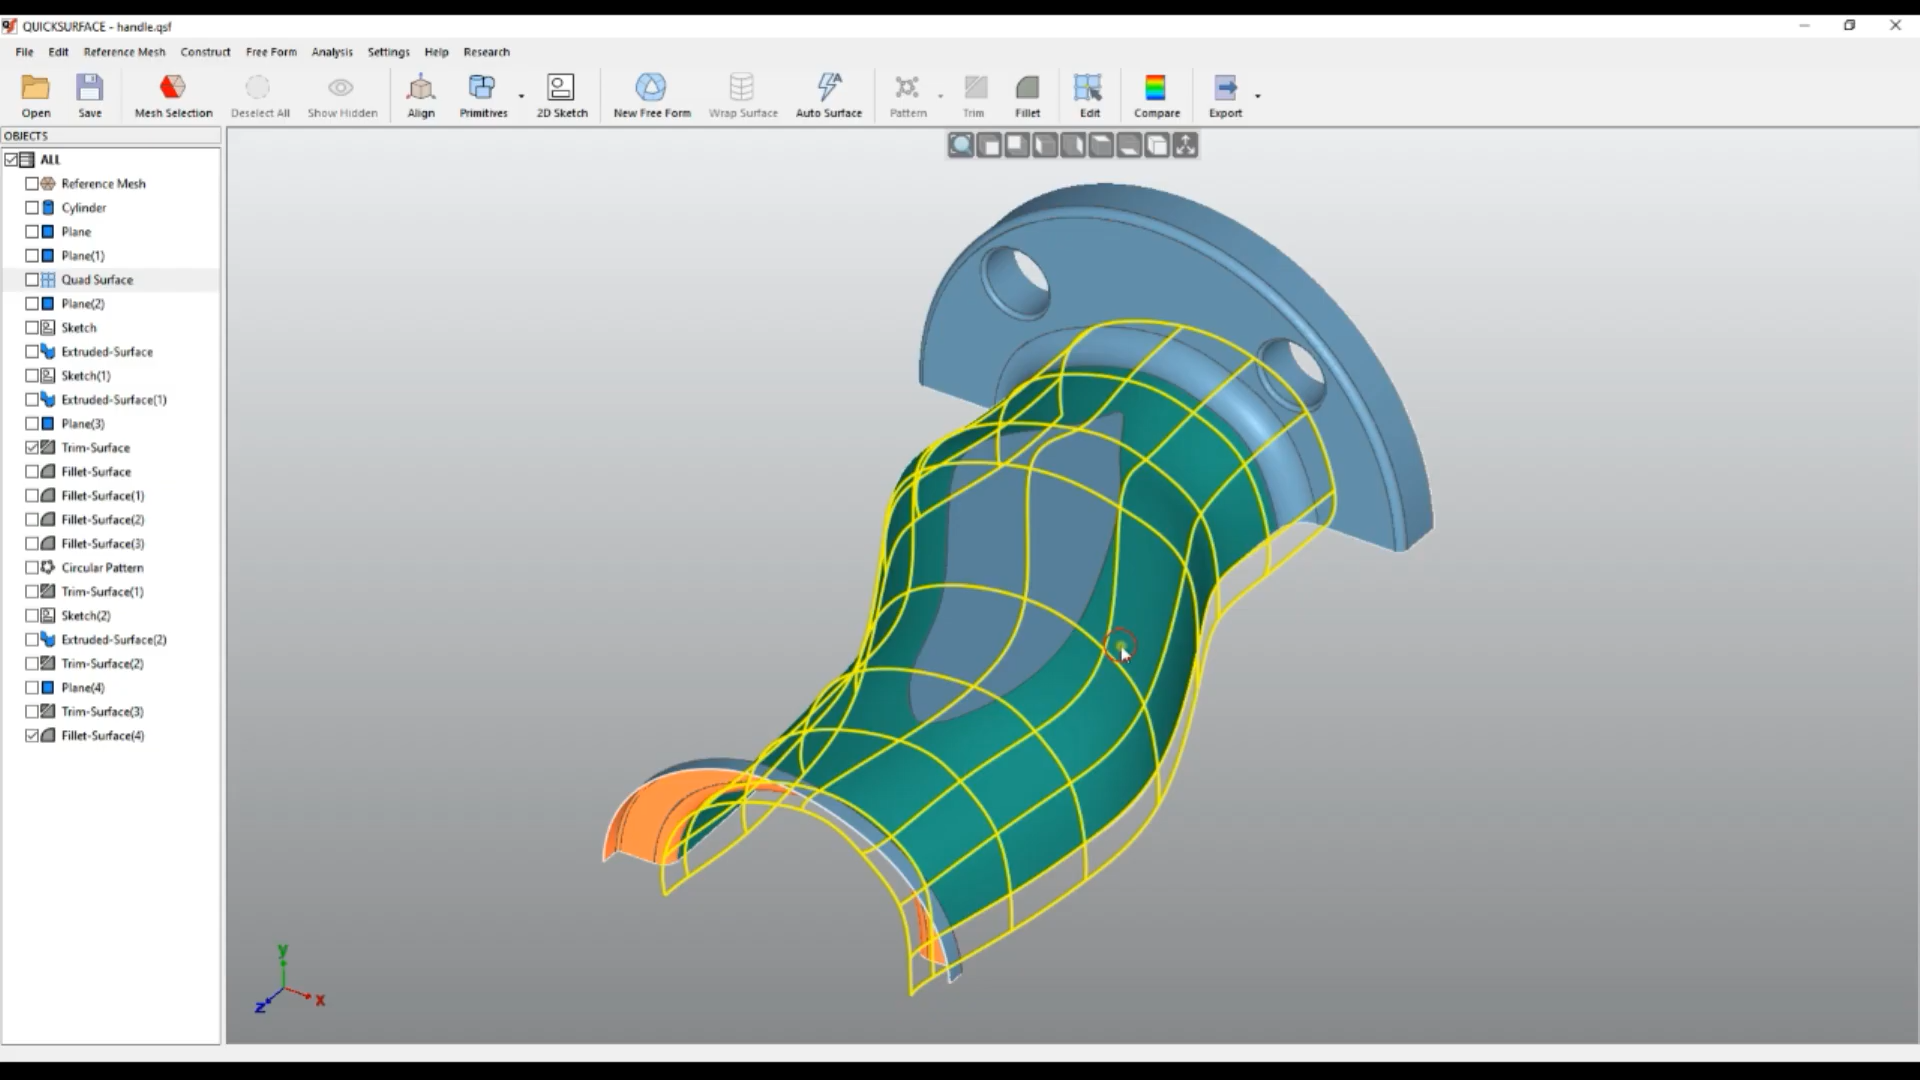 QUICKSURFACE - handle.qsf
File Edit Reference Mesh Construct Free Form Analysis Settings Help Research
Open Save Mesh Selection Deselect All Show Hidden Align Primitives 2D Sketch New Free Form Wrap Surface Auto Surface Pattern Trim Fillet Edit Compare Export
OBJECTS
ALL
Reference Mesh
Cylinder
Plane
Plane(1)
Quad Surface
Plane(2)
Sketch
Extruded-Surface
Sketch(1)
Extruded-Surface(1)
Plane(3)
Trim-Surface
Fillet-Surface
Fillet-Surface(1)
Fillet-Surface(2)
Fillet-Surface(3)
Circular Pattern
Trim-Surface(1)
Sketch(2)
Extruded-Surface(2)
Trim-Surface(2)
Plane(4)
Trim-Surface(3)
Fillet-Surface(4)
y
z x